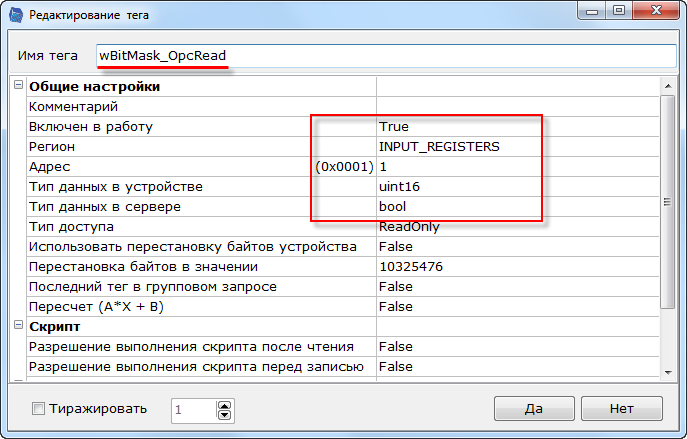 Редактирование тега
Имя тега wBitMask_OpcRead
Общие настройки
Комментарий
Включен в работу True
Регион INPUT_REGISTERS
Адрес (0x0001) 1
Тип данных в устройстве uint16
Тип данных в сервере bool
Тип доступа ReadOnly
Использовать перестановку байтов устройства False
Перестановка байтов в значении 10325476
Последний тег в групповом запросе False
Пересчет (A*X + B) False
Скрипт
Разрешение выполнения скрипта после чтения False
Разрешение выполнения скрипта перед записью False
Тиражировать 1 Да Нет